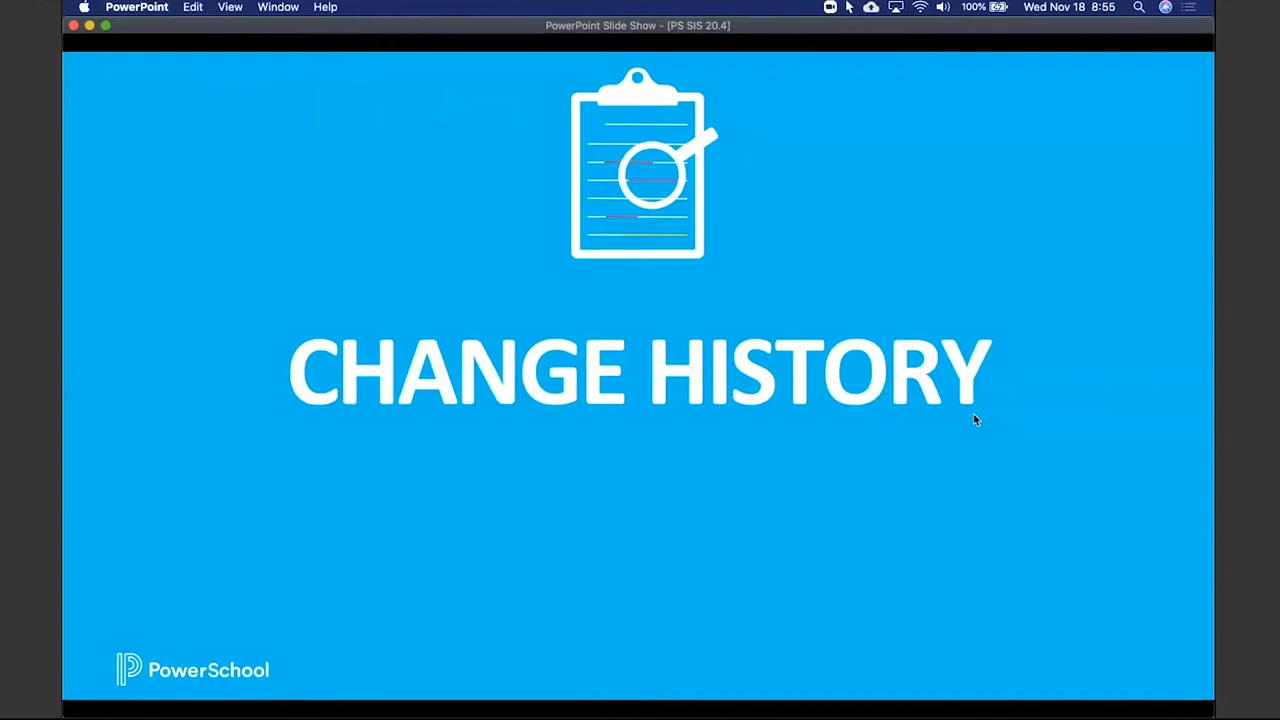 PowerPoint Edit View Window Help 100% Wed Nov 18 8:55
PowerPoint Slide Show - [PS SIS 20.4]
CHANGE HISTORY
PowerSchool